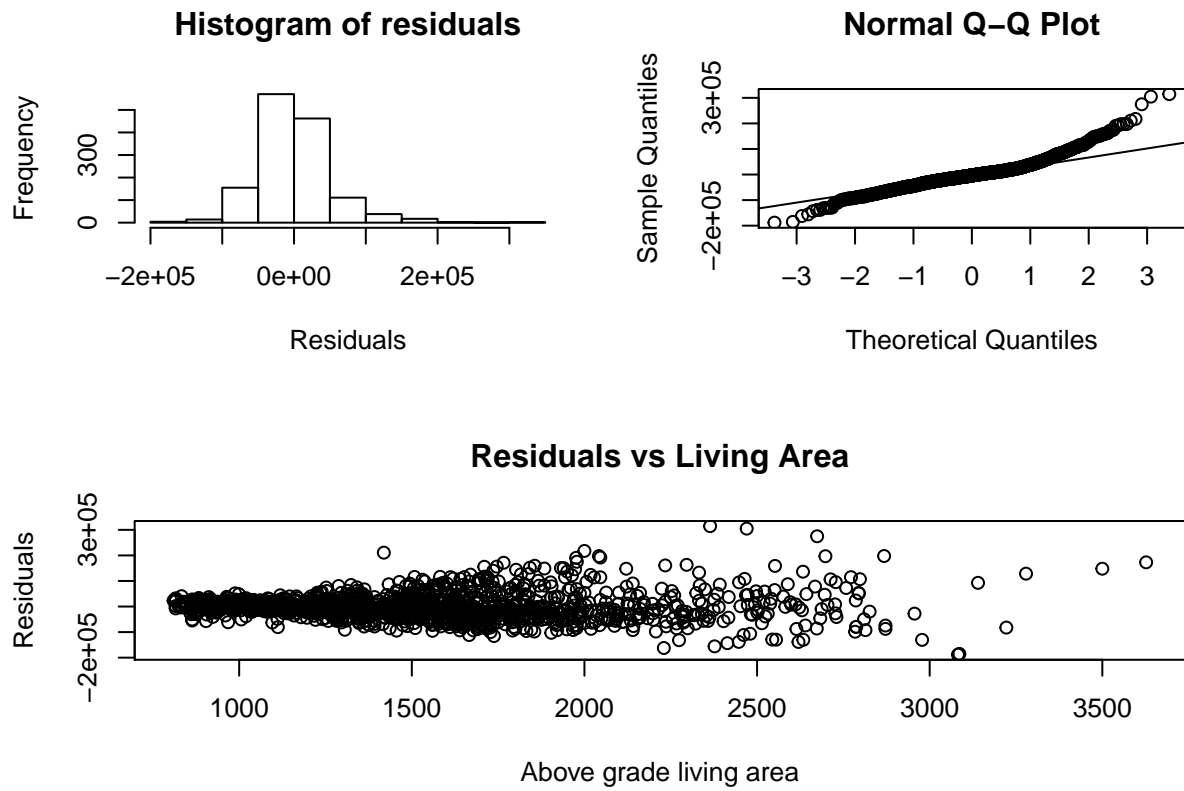 Histogram of residuals
Frequency
0
300
−2e+05
0e+00
2e+05
Residuals
Normal Q−Q Plot
Sample Quantiles
−2e+05
3e+05
−3
−2
−1
0
1
2
3
Theoretical Quantiles
Residuals vs Living Area
Residuals
−2e+05
3e+05
1000
1500
2000
2500
3000
3500
Above grade living area